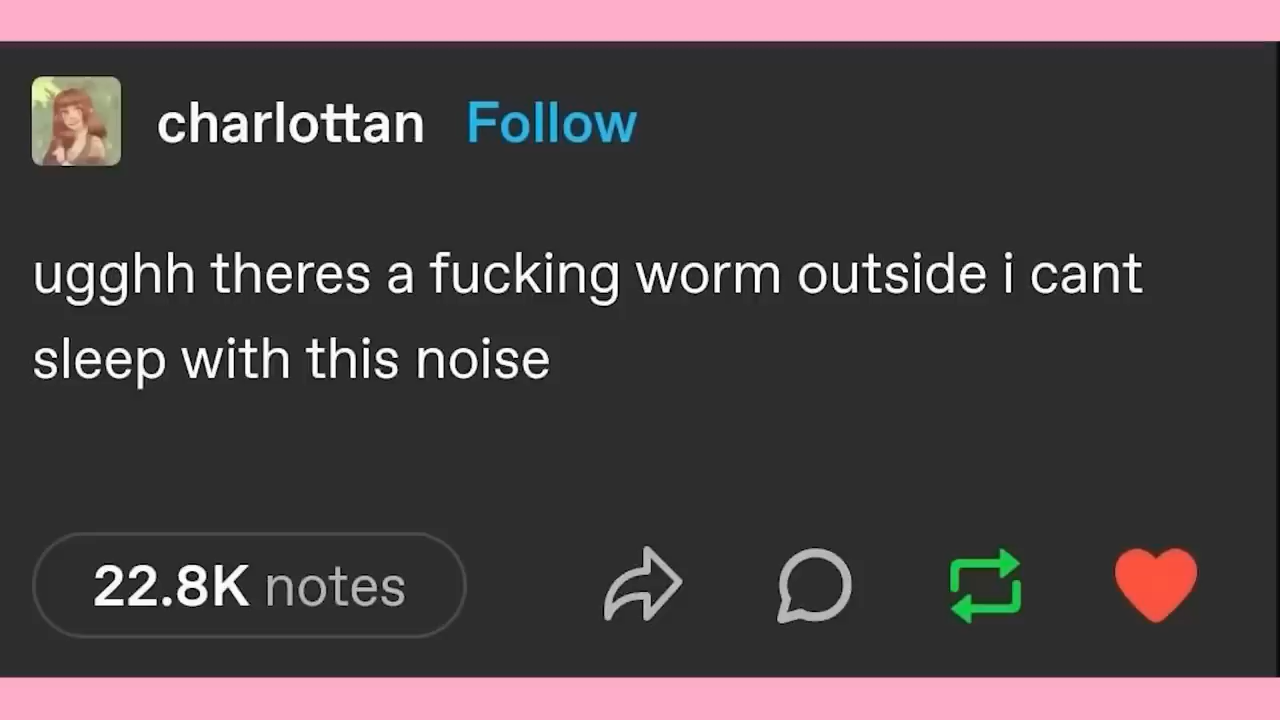 charlottan Follow
ugghh theres a fucking worm outside i cant
sleep with this noise
22.8K notes